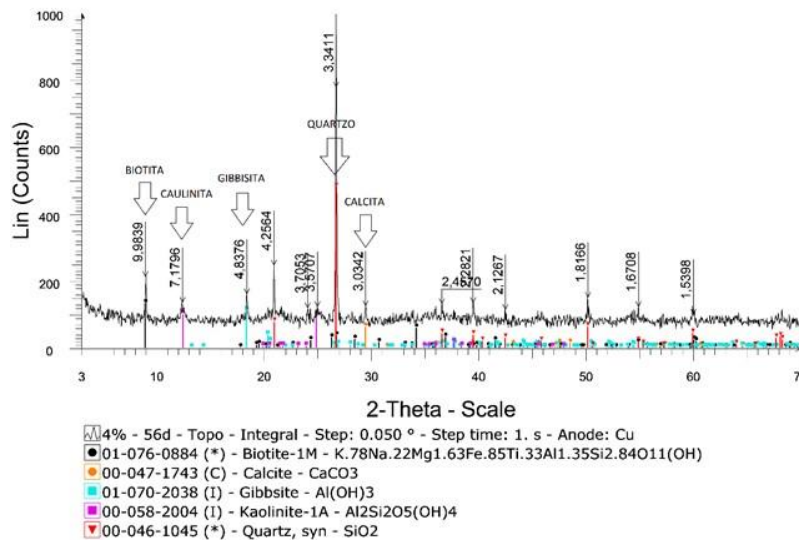 1000
800
600
400
200
0
Lin (Counts)
BIOTITA
CAULINITA
GIBBISITA
QUARTZO
CALCITA
9,9839
7,1796
4,8376
4,2564
3,7053
3,5707
3,3411
3,0342
2,4570
2,1267
1,8166
1,6708
1,5398
3 10 20 30 40 50 60 70
2-Theta - Scale
4% - 56d - Topo - Integral - Step: 0.050 ° - Step time: 1. s - Anode: Cu
01-076-0884 (*) - Biotite-1M - K.78Na.22Mg1.63Fe.85Ti.33Al1.35Si2.84O11(OH)
00-047-1743 (C) - Calcite - CaCO3
01-070-2038 (I) - Gibbsite - Al(OH)3
00-058-2004 (I) - Kaolinite-1A - Al2Si2O5(OH)4
00-046-1045 (*) - Quartz, syn - SiO2